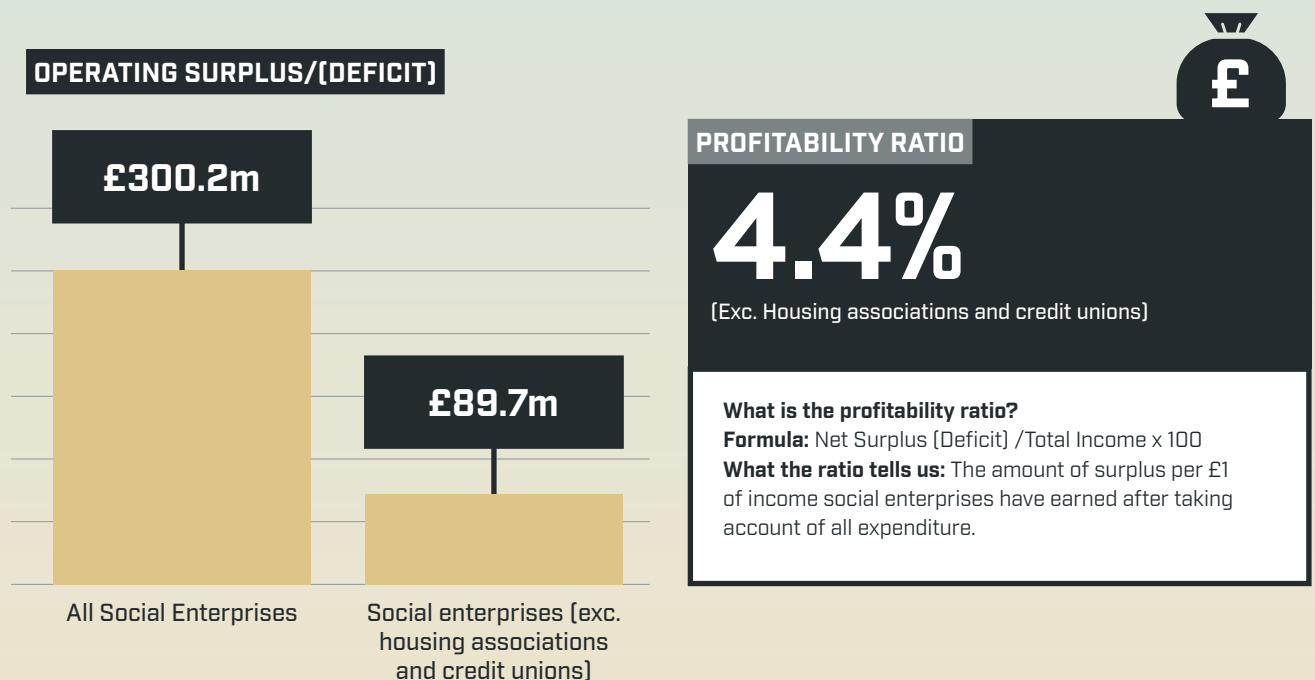 OPERATING SURPLUS/(DEFICIT)
£300.2m
£89.7m
All Social Enterprises
Social enterprises (exc.
housing associations
and credit unions)
£
PROFITABILITY RATIO
4.4%
(Exc. Housing associations and credit unions)
What is the profitability ratio?
Formula: Net Surplus (Deficit) /Total Income x 100
What the ratio tells us: The amount of surplus per £1
of income social enterprises have earned after taking
account of all expenditure.